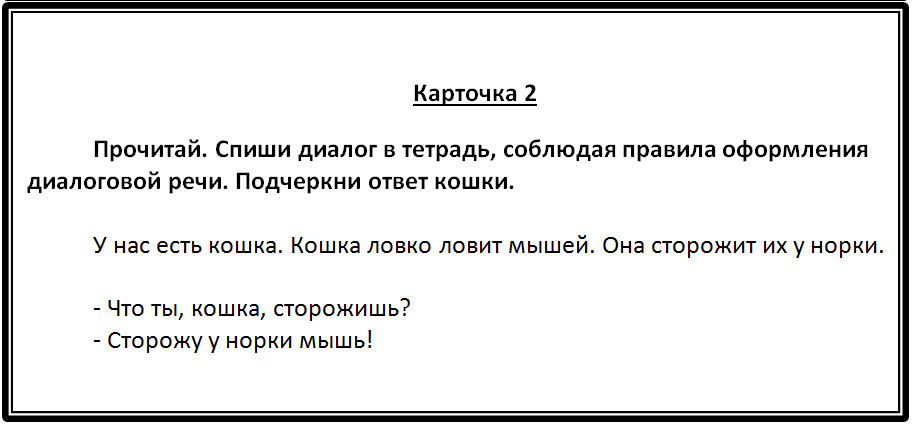 Карточка 2
Прочитай. Спиши диалог в тетрадь, соблюдая правила оформления
диалоговой речи. Подчеркни ответ кошки.
У нас есть кошка. Кошка ловко ловит мышей. Она сторожит их у норки.
- Что ты, кошка, сторожишь?
- Сторожу у норки мышь!